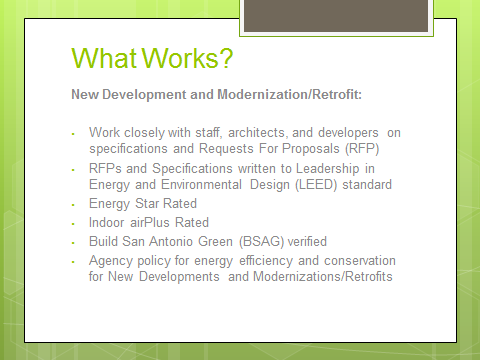 What Works?
New Development and Modernization/Retrofit:
• Work closely with staff, architects, and developers on
specifications and Requests For Proposals (RFP)
• RFPs and Specifications written to Leadership in
Energy and Environmental Design (LEED) standard
• Energy Star Rated
• Indoor airPlus Rated
• Build San Antonio Green (BSAG) verified
• Agency policy for energy efficiency and conservation
for New Developments and Modernizations/Retrofits